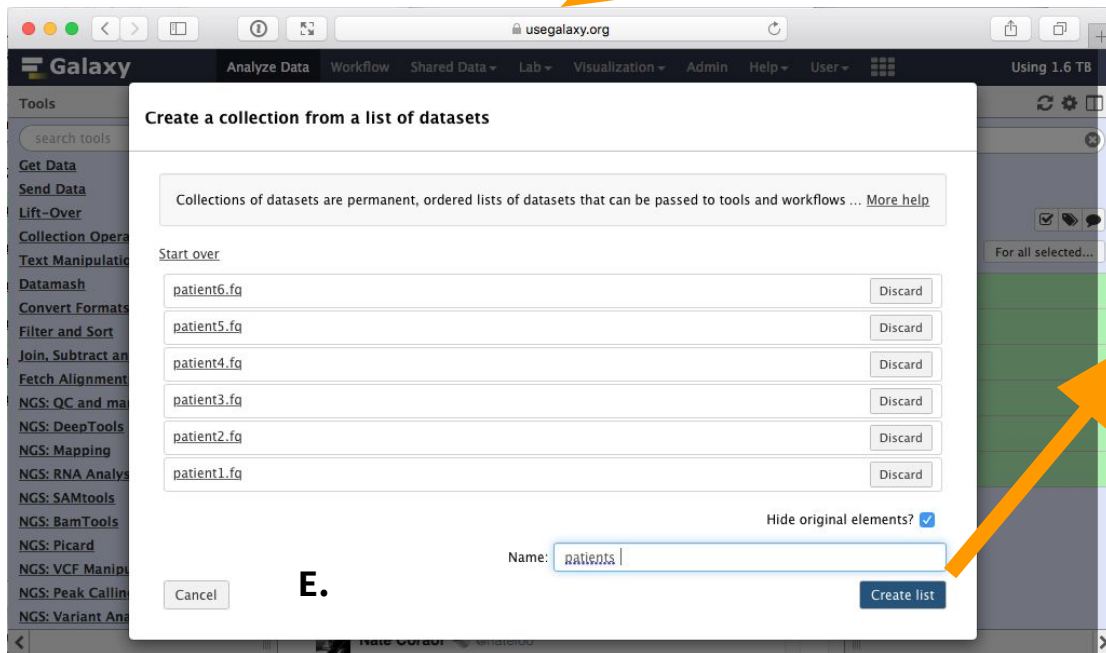 usegalaxy.org
Galaxy
Analyze Data Workflow Shared Data Lab Visualization Admin Help User
Using 1.6 TB
Tools
search tools
Get Data
Send Data
Lift-Over
Collection Opera
Text Manipulatio
Datamash
Convert Formats
Filter and Sort
Join, Subtract an
Fetch Alignment
NGS: QC and ma
NGS: DeepTools
NGS: Mapping
NGS: RNA Analys
NGS: SAMtools
NGS: BamTools
NGS: Picard
NGS: VCF Manipu
NGS: Peak Callin
NGS: Variant Ana
Create a collection from a list of datasets
Collections of datasets are permanent, ordered lists of datasets that can be passed to tools and workflows ... More help
Start over
patient6.fq Discard
patient5.fq Discard
patient4.fq Discard
patient3.fq Discard
patient2.fq Discard
patient1.fq Discard
Hide original elements?
Name: patients
Cancel
E.
Create list
For all selected...